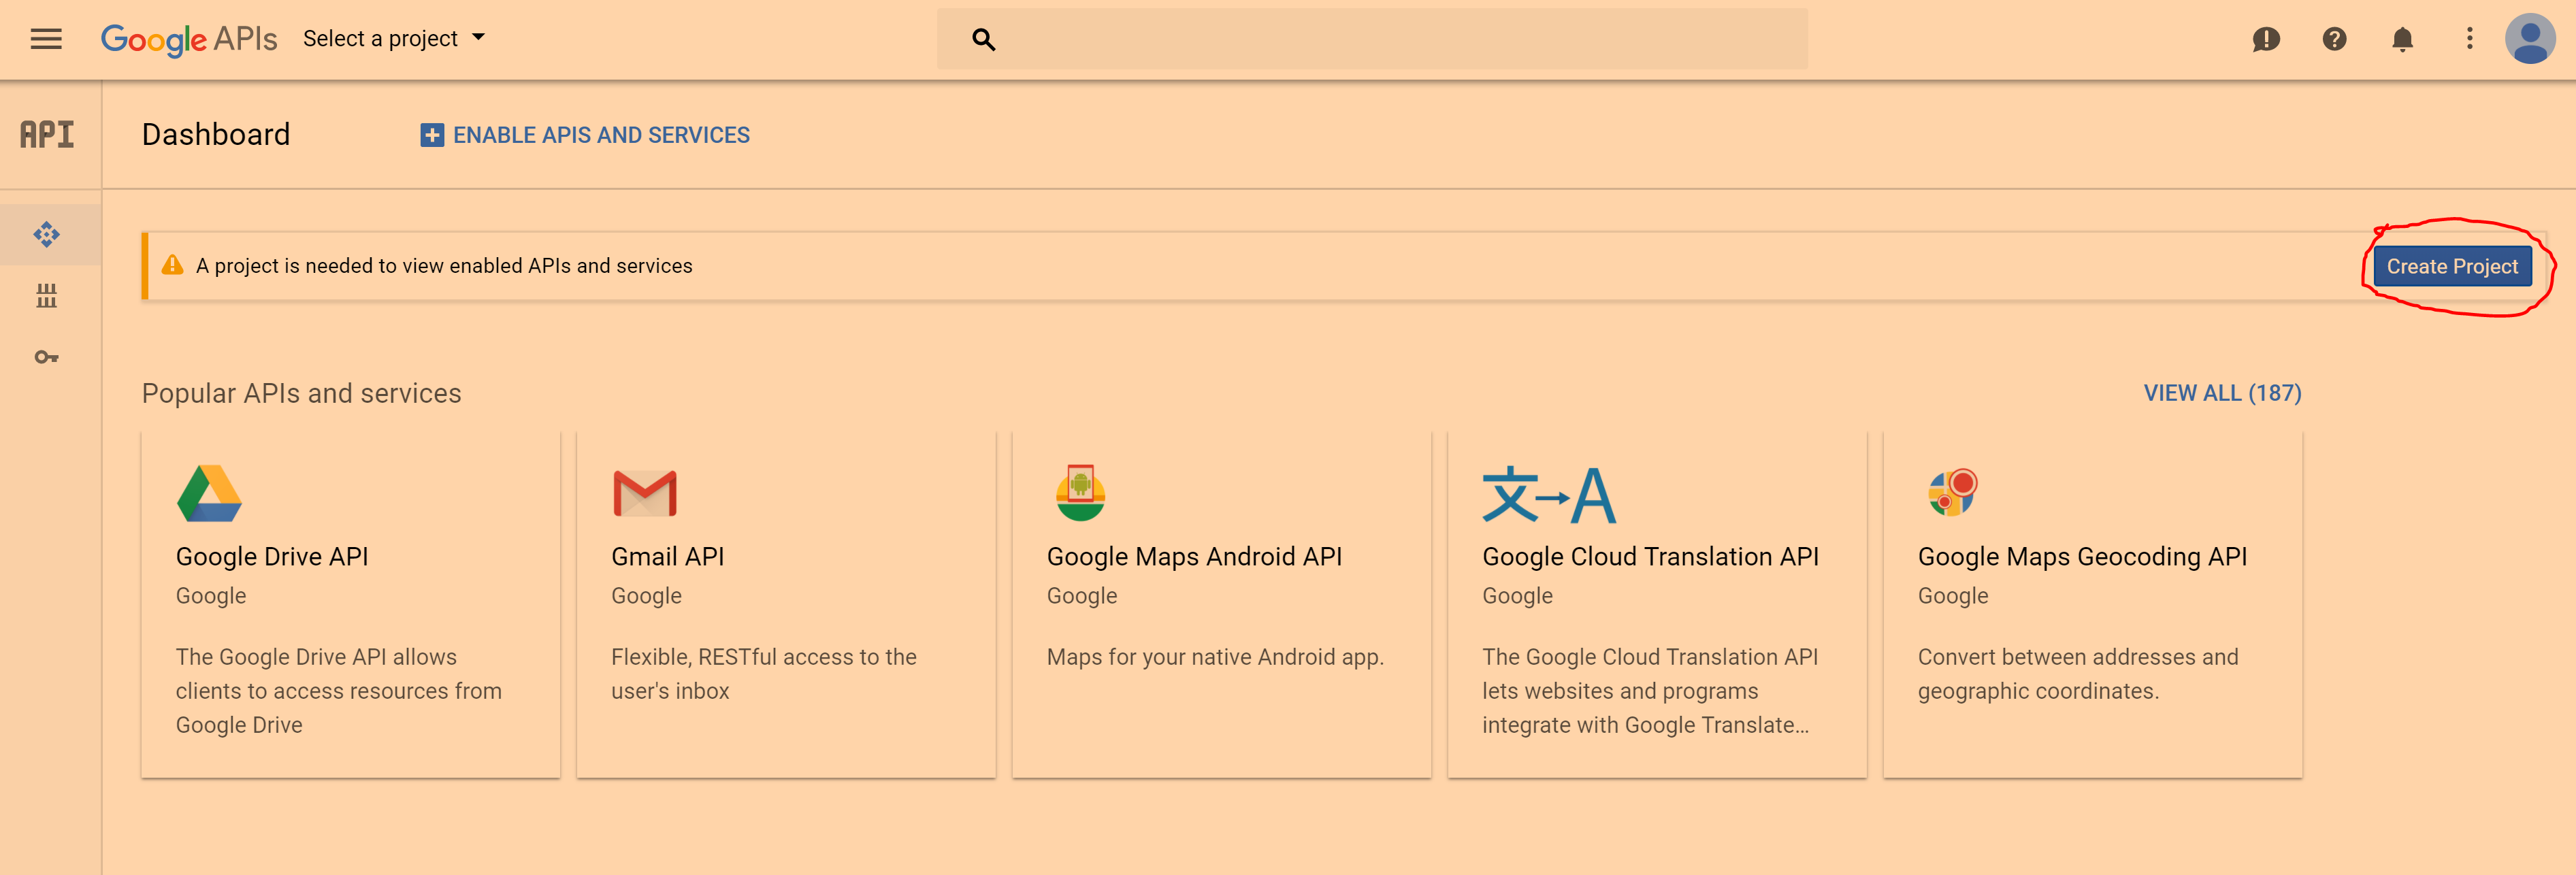 Google APIs Select a project
API Dashboard ENABLE APIS AND SERVICES
A project is needed to view enabled APIs and services Create Project
Popular APIs and services VIEW ALL (187)
文→A
Google Drive API
Google
The Google Drive API allows
clients to access resources from
Google Drive
Gmail API
Google
Flexible, RESTful access to the
user's inbox
Google Maps Android API
Google
Maps for your native Android app.
Google Cloud Translation API
Google
The Google Cloud Translation API
lets websites and programs
integrate with Google Translate...
Google Maps Geocoding API
Google
Convert between addresses and
geographic coordinates.